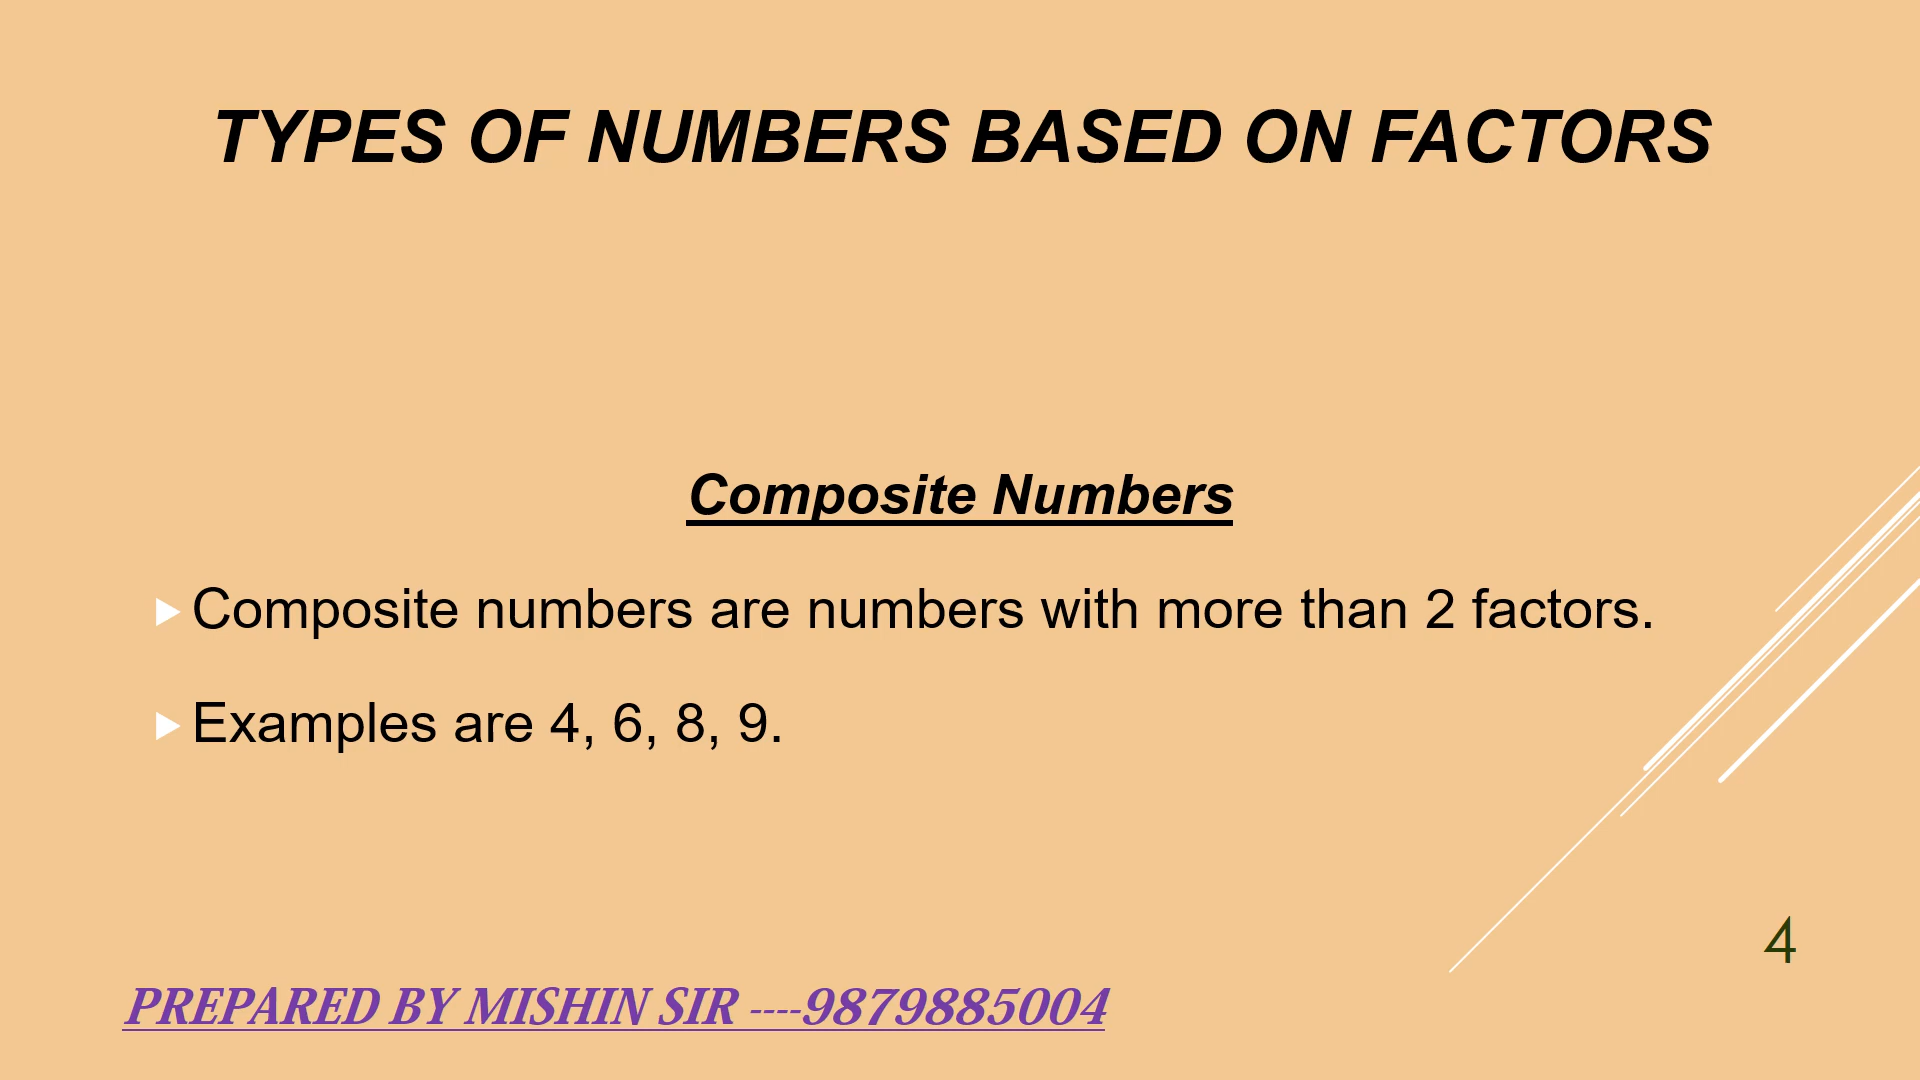 TYPES OF NUMBERS BASED ON FACTORS
Composite Numbers
Composite numbers are numbers with more than 2 factors.
Examples are 4, 6, 8, 9.
4
PREPARED BY MISHIN SIR ----9879885004